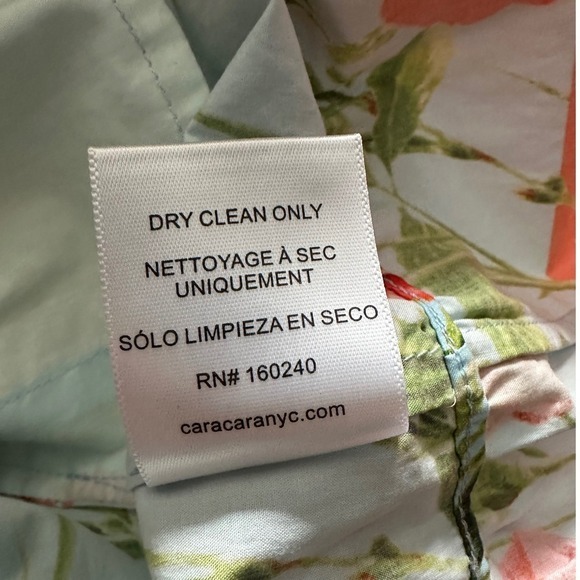 DRY CLEAN ONLY
NETTOYAGE À SEC
UNIQUEMENT
SÓLO LIMPIEZA EN SECO
RN# 160240
caracaranyc.com